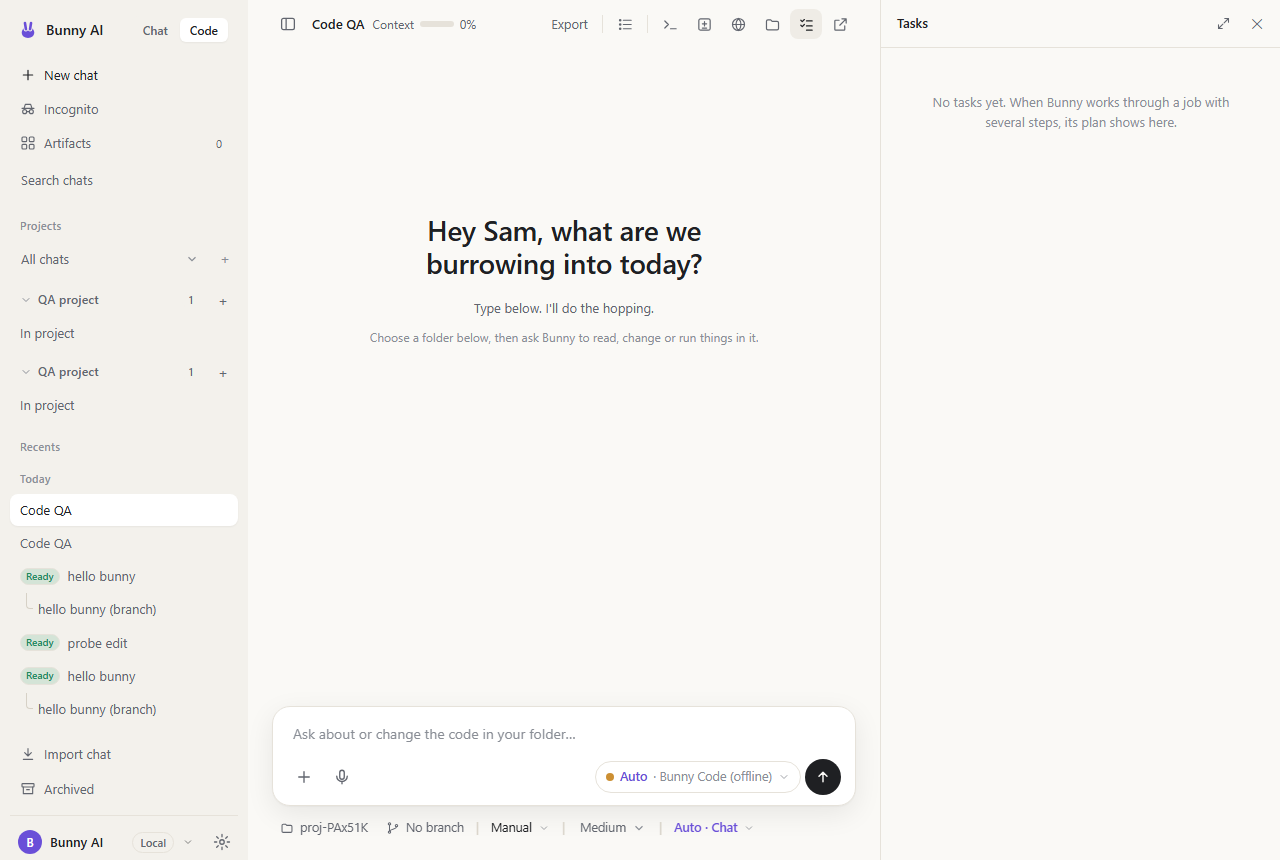 Bunny AI
Chat
Code
New chat
Incognito
Artifacts 0
Search chats
Projects
All chats
QA project 1
In project
QA project 1
In project
Recents
Today
Code QA
Code QA
Ready hello bunny
hello bunny (branch)
Ready probe edit
Ready hello bunny
hello bunny (branch)
Import chat
Archived
B Bunny AI Local
Code QA Context 0% Export
Hey Sam, what are we
burrowing into today?
Type below. I'll do the hopping.
Choose a folder below, then ask Bunny to read, change or run things in it.
Ask about or change the code in your folder...
Auto · Bunny Code (offline)
proj-PAx51K No branch | Manual | Medium | Auto · Chat
Tasks
No tasks yet. When Bunny works through a job with
several steps, its plan shows here.